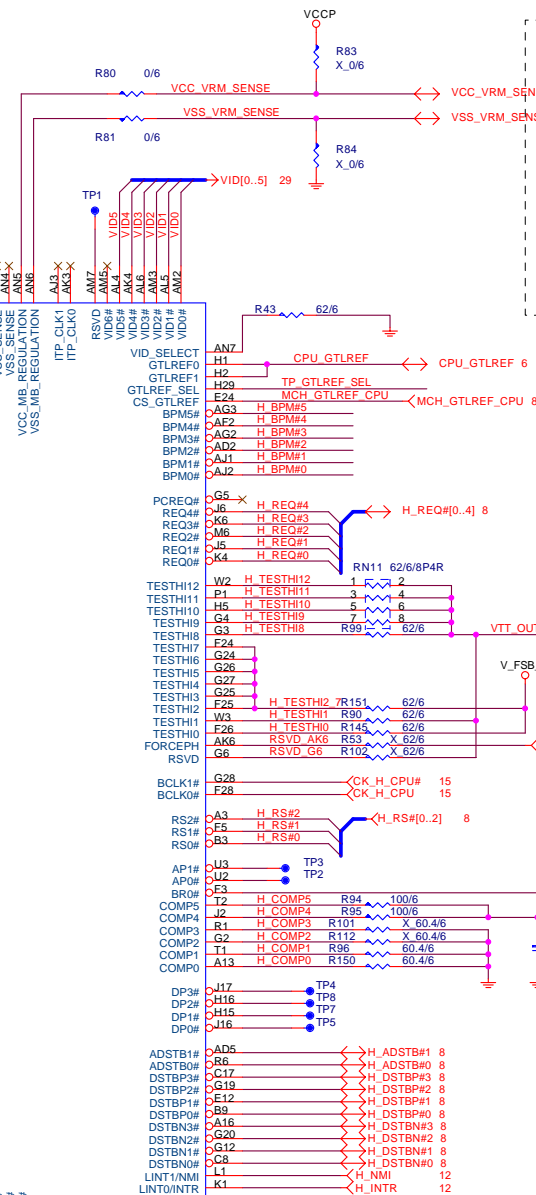 VCCP
R83
X_0/6
R80 0/6
VCC_VRM_SENSE
VCC_VRM_SEN
VSS_VRM_SENSE
VSS_VRM_SENS
R81 0/6
R84
X_0/6
VID[0..5] 29
TP1
VID5
VID4
VID3
VID2
VID1
VID0
AN4
AN5
AN6
AJ3
AK3
AM7
AM5
AL4
AK4
AL6
AM3
AL5
AM2
VSS_SENSE
VCC_MB_REGULATION
VSS_MB_REGULATION
ITP_CLK1
ITP_CLK0
RSVD
VID6#
VID5#
VID4#
VID3#
VID2#
VID1#
VID0#
R43 62/6
VID_SELECT AN7
GTLREF0 H1 CPU_GTLREF CPU_GTLREF 6
GTLREF1 H2
GTLREF_SEL H29 TP_GTLREF_SEL
CS_GTLREF E24 MCH_GTLREF_CPU MCH_GTLREF_CPU 8
BPM5# AG3 H_BPM#5
BPM4# AF2 H_BPM#4
BPM3# AG2 H_BPM#3
BPM2# AD2 H_BPM#2
BPM1# AJ1 H_BPM#1
BPM0# AJ2 H_BPM#0
PCREQ# G5
REQ4# J6 H_REQ#4 H_REQ#[0..4] 8
REQ3# K6 H_REQ#3
REQ2# M6 H_REQ#2
REQ1# J5 H_REQ#1
REQ0# K4 H_REQ#0
RN11 62/6/8P4R
TESTHI12 W2 H_TESTHI12 1 2
TESTHI11 P1 H_TESTHI11 3 4
TESTHI10 H5 H_TESTHI10 5 6
TESTHI9 G4 H_TESTHI9 7 8
TESTHI8 G3 H_TESTHI8 R99 62/6 VTT_OUT
TESTHI7 F24
TESTHI6 G24
TESTHI5 G26
TESTHI4 G27
TESTHI3 G25
V_FSB_
TESTHI2 F25 H_TESTHI2_7 R151 62/6
TESTHI1 W3 H_TESTHI1 R90 62/6
TESTHI0 F26 H_TESTHI0 R145 62/6
FORCEPH AK6 RSVD_AK6 R53 X_62/6
RSVD G6 RSVD_G6 R102 X_62/6
BCLK1# G28 CK_H_CPU# 15
BCLK0# F28 CK_H_CPU 15
RS2# A3 H_RS#2 H_RS#[0..2] 8
RS1# F5 H_RS#1
RS0# B3 H_RS#0
AP1# U3 TP3
AP0# U2 TP2
BR0# F3
COMP5 T2 H_COMP5 R94 100/6
COMP4 J2 H_COMP4 R95 100/6
COMP3 R1 H_COMP3 R101 X_60.4/6
COMP2 G2 H_COMP2 R112 X_60.4/6
COMP1 T1 H_COMP1 R96 60.4/6
COMP0 A13 H_COMP0 R150 60.4/6
DP3# J17 TP4
DP2# H16 TP8
DP1# H15 TP7
DP0# J16 TP5
ADSTB1# AD5 H_ADSTB#1 8
ADSTB0# R6 H_ADSTB#0 8
DSTBP3# C17 H_DSTBP#3 8
DSTBP2# G19 H_DSTBP#2 8
DSTBP1# E12 H_DSTBP#1 8
DSTBP0# B9 H_DSTBP#0 8
DSTBN3# A16 H_DSTBN#3 8
DSTBN2# G20 H_DSTBN#2 8
DSTBN1# G12 H_DSTBN#1 8
DSTBN0# C8 H_DSTBN#0 8
LINT1/NMI L1 H_NMI 12
LINT0/INTR K1 H_INTR 12